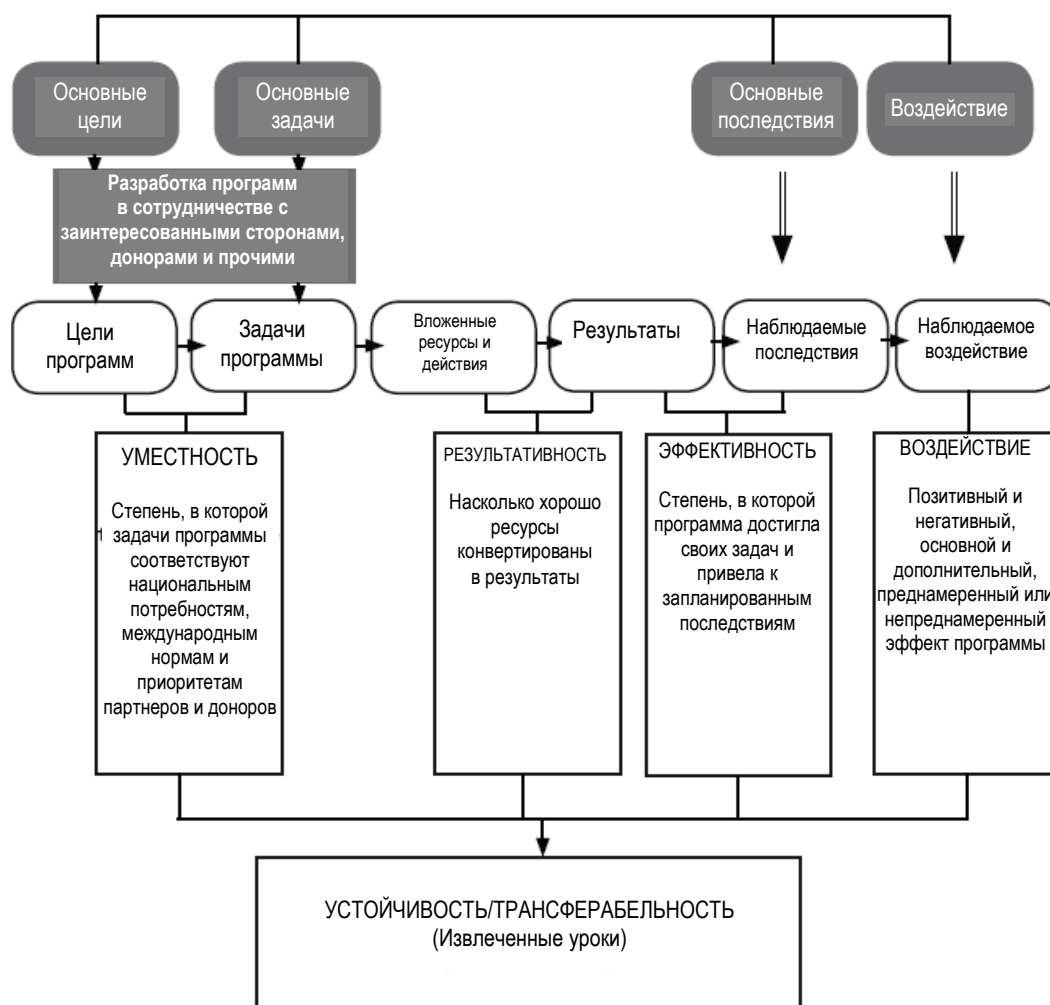 Основные
цели
Основные
задачи
Основные
последствия
Воздействие
Разработка программ
в сотрудничестве с
заинтересованными сторонами,
донорами и прочими
Цели
программ
Задачи
программы
Вложенные
ресурсы и
действия
Результаты
Наблюдаемые
последствия
Наблюдаемое
воздействие
УМЕСТНОСТЬ
Степень, в которой
задачи программы
соответствуют
национальным
потребностям,
международным
нормам и
приоритетам
партнеров и доноров
РЕЗУЛЬТАТИВНОСТЬ
Насколько хорошо
ресурсы
конвертированы
в результаты
ЭФФЕКТИВНОСТЬ
Степень, в которой
программа достигла
своих задач и
привела к
запланированным
последствиям
ВОЗДЕЙСТВИЕ
Позитивный и
негативный,
основной и
дополнительный,
преднамеренный или
непреднамеренный
эффект программы
УСТОЙЧИВОСТЬ/ТРАНСФЕРАБЕЛЬНОСТЬ
(Извлеченные уроки)